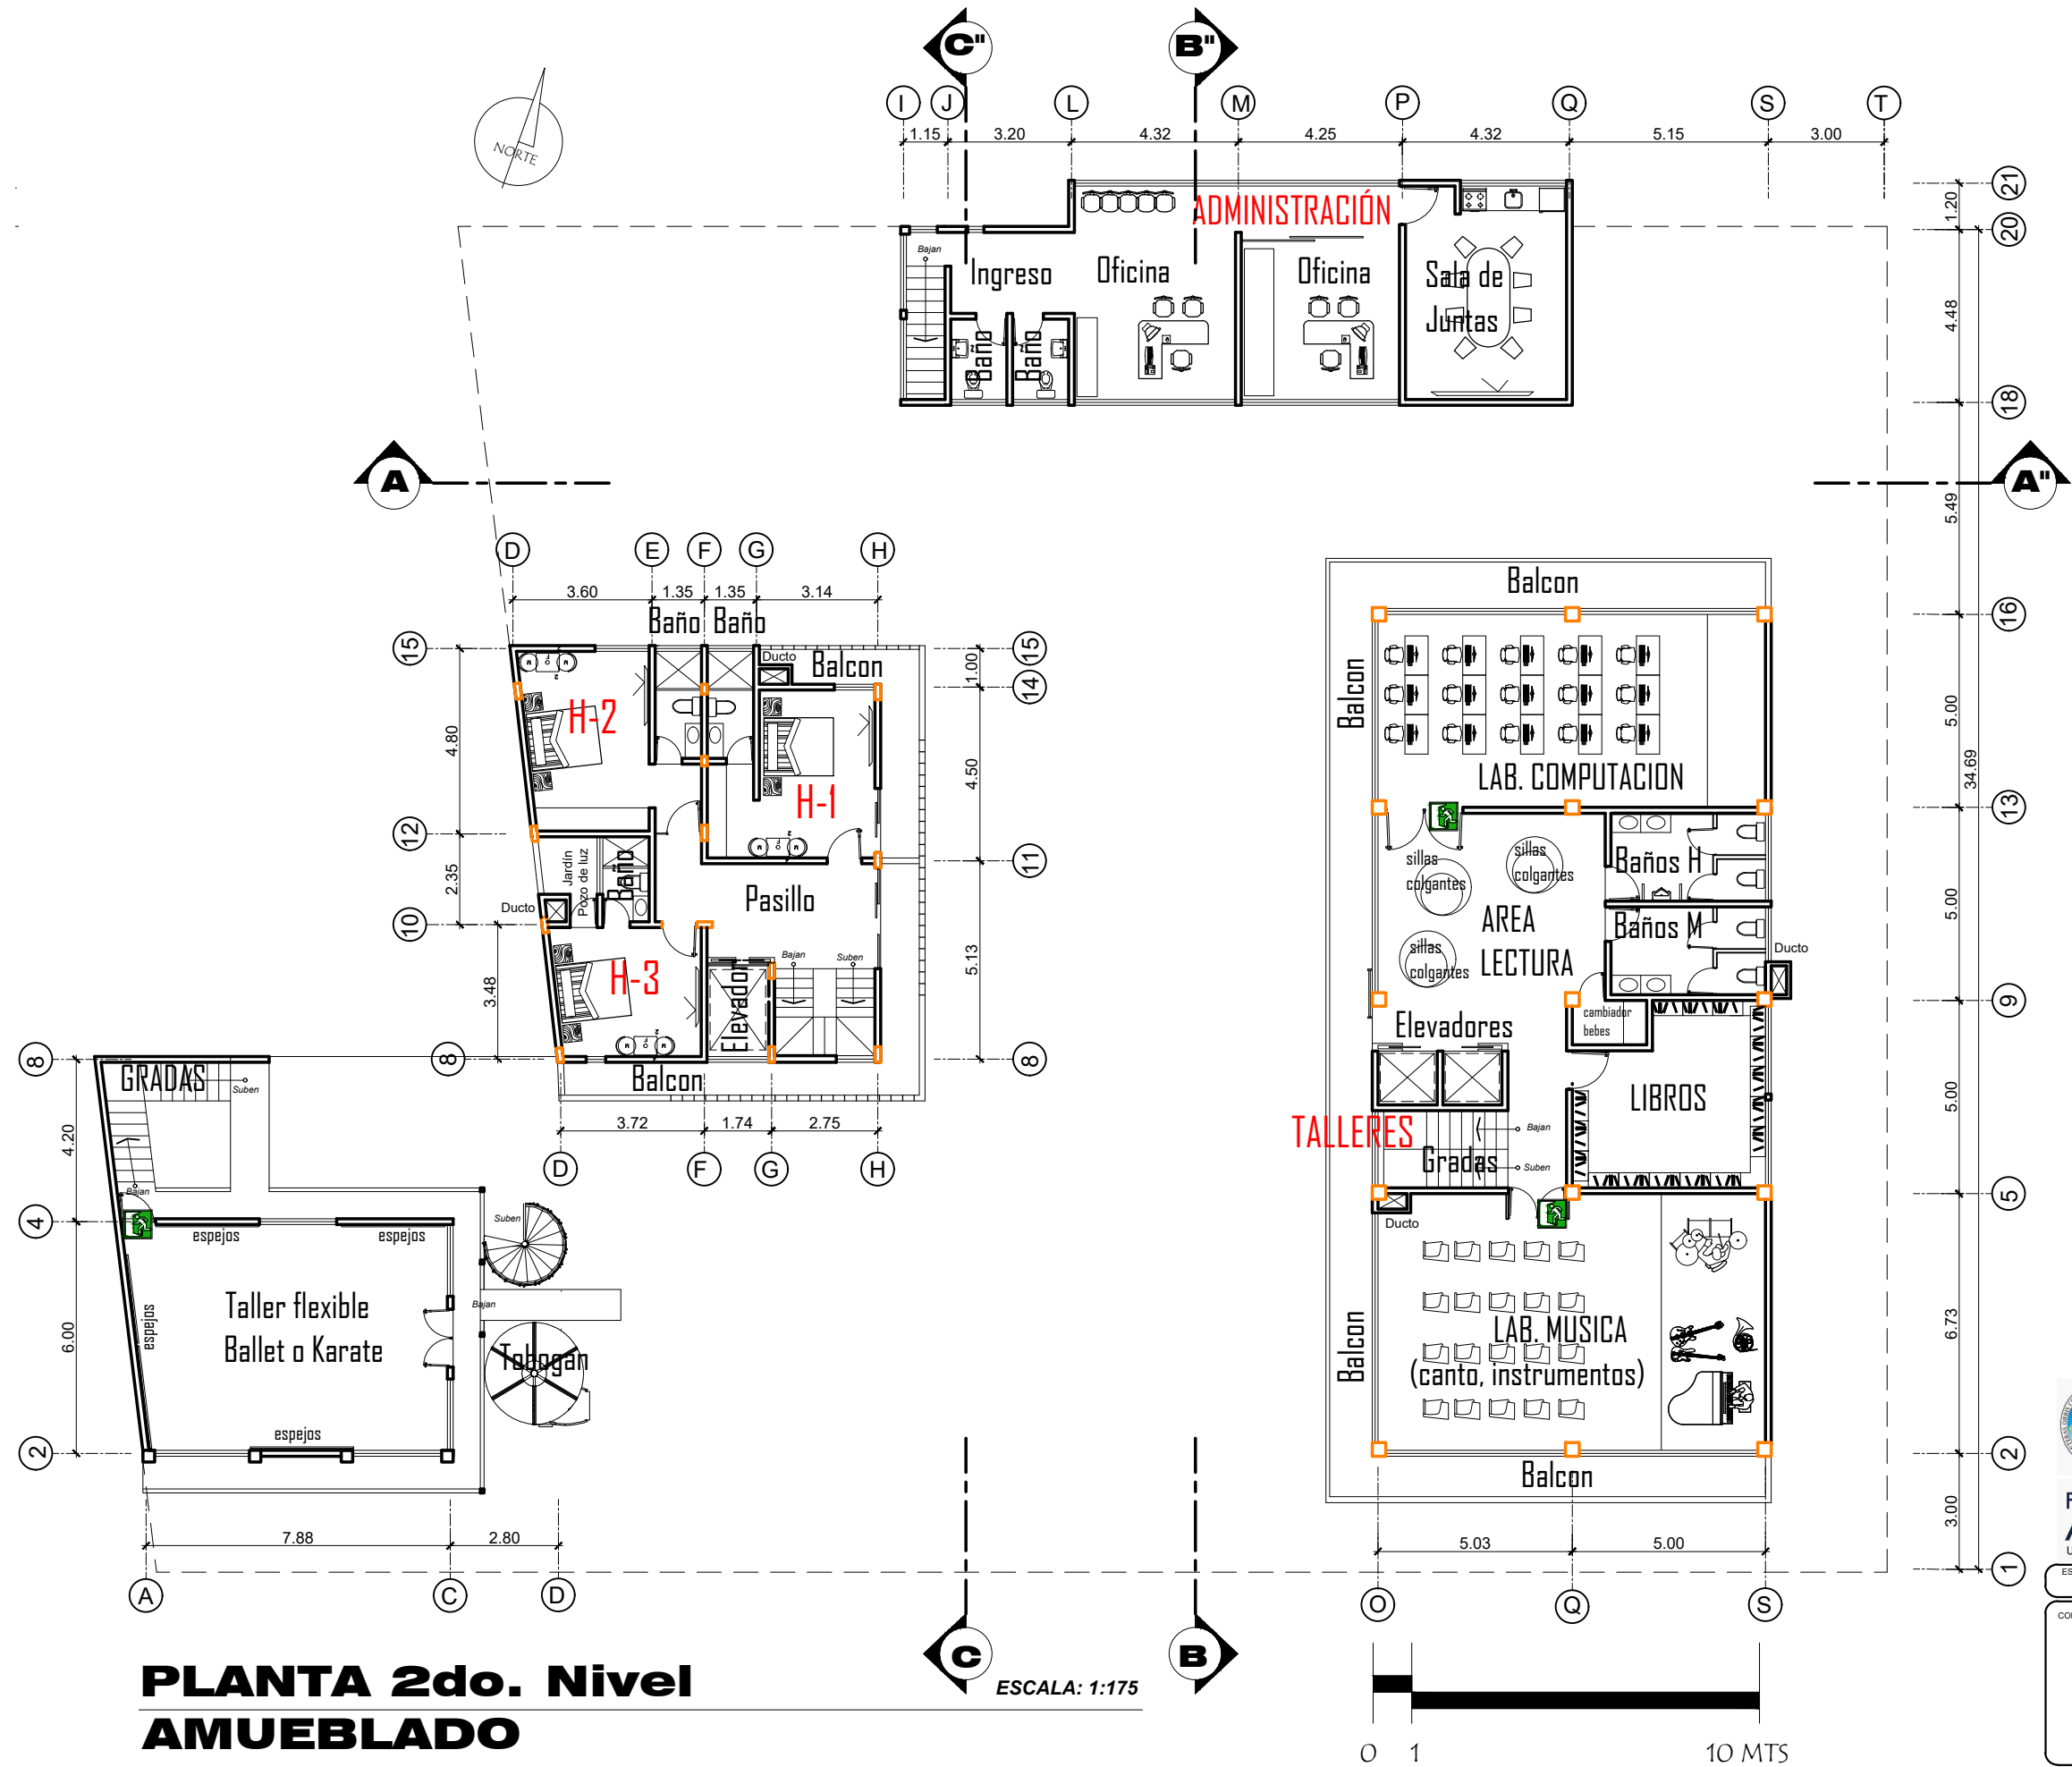 C" B"
I J L M P Q S T
1.15 3.20 4.32 4.25 4.32 5.15 3.00
NORTE
21
1.20
20
ADMINISTRACIÓN
Bajan
Ingreso Oficina Oficina Sala de
Juntas
Baño Baño
4.48
18
A A"
5.49
D E F G H
3.60 1.35 1.35 3.14
Baño Baño
Balcon
16
15 15
Ducto Balcon
1.00
14
H-2
4.80
H-1
4.50
12
11
Jardín
Pozo de luz
Baño
2.35
Pasillo
Ducto
10
H-3
Elevador
Bajan Suben
3.48
5.13
8 8 8
Balcon
3.72 1.74 2.75
D F G H
Balcon
LAB. COMPUTACION
5.00
34.69
13
sillas
colgantes
sillas
colgantes
Baños H
AREA
LECTURA
Baños M
sillas
colgantes
Ducto
5.00
9
cambiador
bebes
Elevadores
LIBROS
5.00
TALLERES
Bajan
Gradas Suben
5
Ducto
LAB. MUSICA
(canto, instrumentos)
Balcon
6.73
Balcon
2
3.00
1
5.03 5.00
O Q S
GRADAS
Suben
4.20
Bajan
4
espejos espejos
Suben
Taller flexible
Ballet o Karate
espejos
Bajan
Tobogan
6.00
espejos
2
7.88 2.80
A C D
C B
PLANTA 2do. Nivel
ESCALA: 1:175
AMUEBLADO
0 1 10 MTS